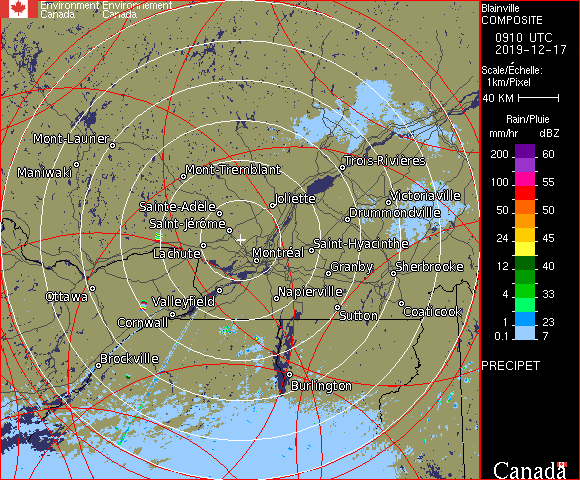 Environment Environnement
Canada Canada
Blainville
COMPOSITE
0910 UTC
2019-12-17
Scale/Échelle:
1km/Pixel
40 KM
Rain/Pluie
mm/hr dBZ
200 60
150 57
100 55
50 50
24 45
12 40
4 33
1 23
0.1 7
PRECIPET
Canada
Mont-Laurier
Maniwaki
Mont-Tremblant
Trois-Rivières
Joliette
Victoriaville
Sainte-Adèle
Drummondville
Saint-Jérôme
Saint-Hyacinthe
Lachute
Montréal
Granby
Sherbrooke
Ottawa
Valleyfield
Napierville
Cornwall
Sutton
Coaticook
Brockville
Burlington